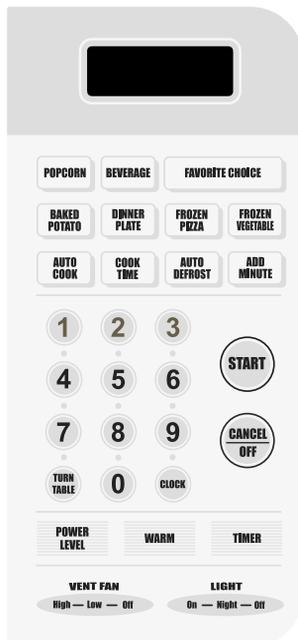 POPCORN BEVERAGE FAVORITE CHOICE
BAKED POTATO DINNER PLATE FROZEN PIZZA FROZEN VEGETABLE
AUTO COOK COOK TIME AUTO DEFROST ADD MINUTE
1 2 3
START
4 5 6
7 8 9
CANCEL
OFF
TURN TABLE 0 CLOCK
POWER LEVEL WARM TIMER
VENT FAN LIGHT
High — Low — Off On — Night — Off